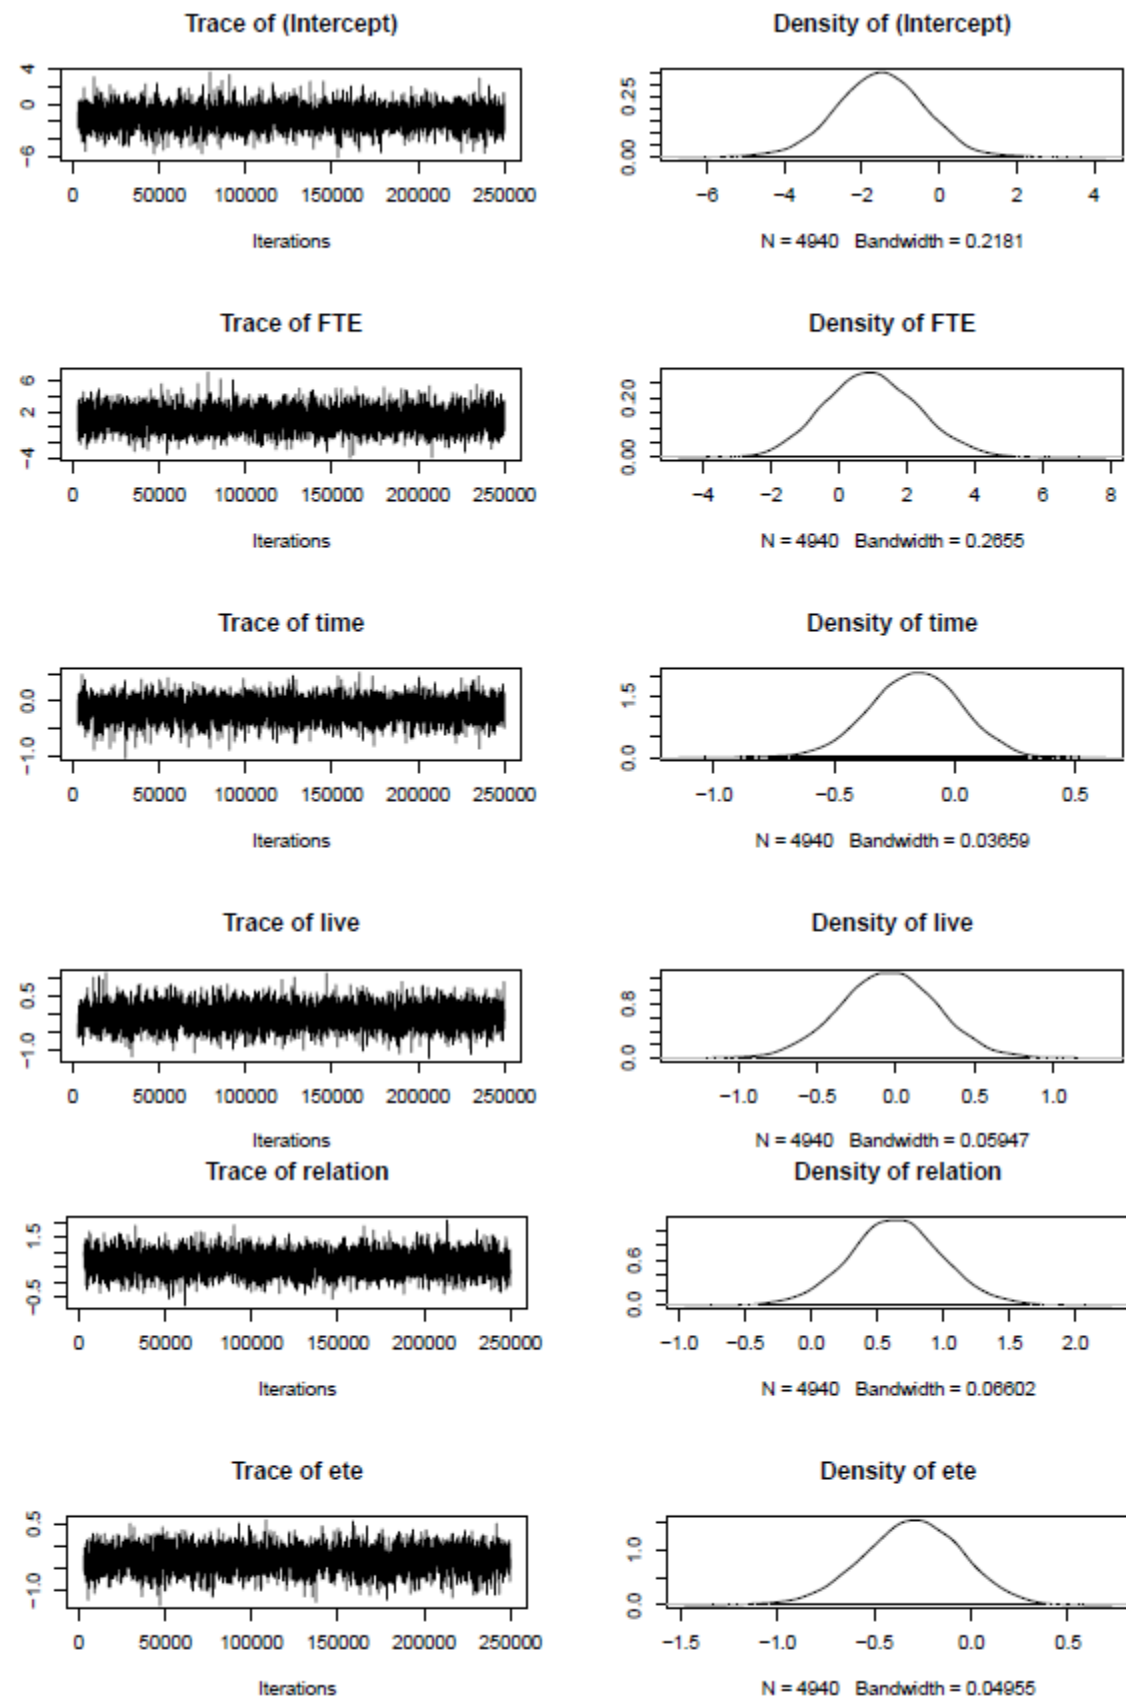 Trace of (Intercept)
4
0
−6
0 50000 100000 150000 200000 250000
Iterations
Density of (Intercept)
0.25
0.00
−6 −4 −2 0 2 4
N = 4940 Bandwidth = 0.2181
Trace of FTE
6
2
−4
0 50000 100000 150000 200000 250000
Iterations
Density of FTE
0.20
0.00
−4 −2 0 2 4 6 8
N = 4940 Bandwidth = 0.2655
Trace of time
0.0
−1.0
0 50000 100000 150000 200000 250000
Iterations
Density of time
1.5
0.0
−1.0 −0.5 0.0 0.5
N = 4940 Bandwidth = 0.03659
Trace of live
0.5
−1.0
0 50000 100000 150000 200000 250000
Iterations
Density of live
0.8
0.0
−1.0 −0.5 0.0 0.5 1.0
N = 4940 Bandwidth = 0.05947
Trace of relation
1.5
−0.5
0 50000 100000 150000 200000 250000
Iterations
Density of relation
0.6
0.0
−1.0 −0.5 0.0 0.5 1.0 1.5 2.0
N = 4940 Bandwidth = 0.06602
Trace of ete
0.5
−1.0
0 50000 100000 150000 200000 250000
Iterations
Density of ete
1.0
0.0
−1.5 −1.0 −0.5 0.0 0.5
N = 4940 Bandwidth = 0.04955